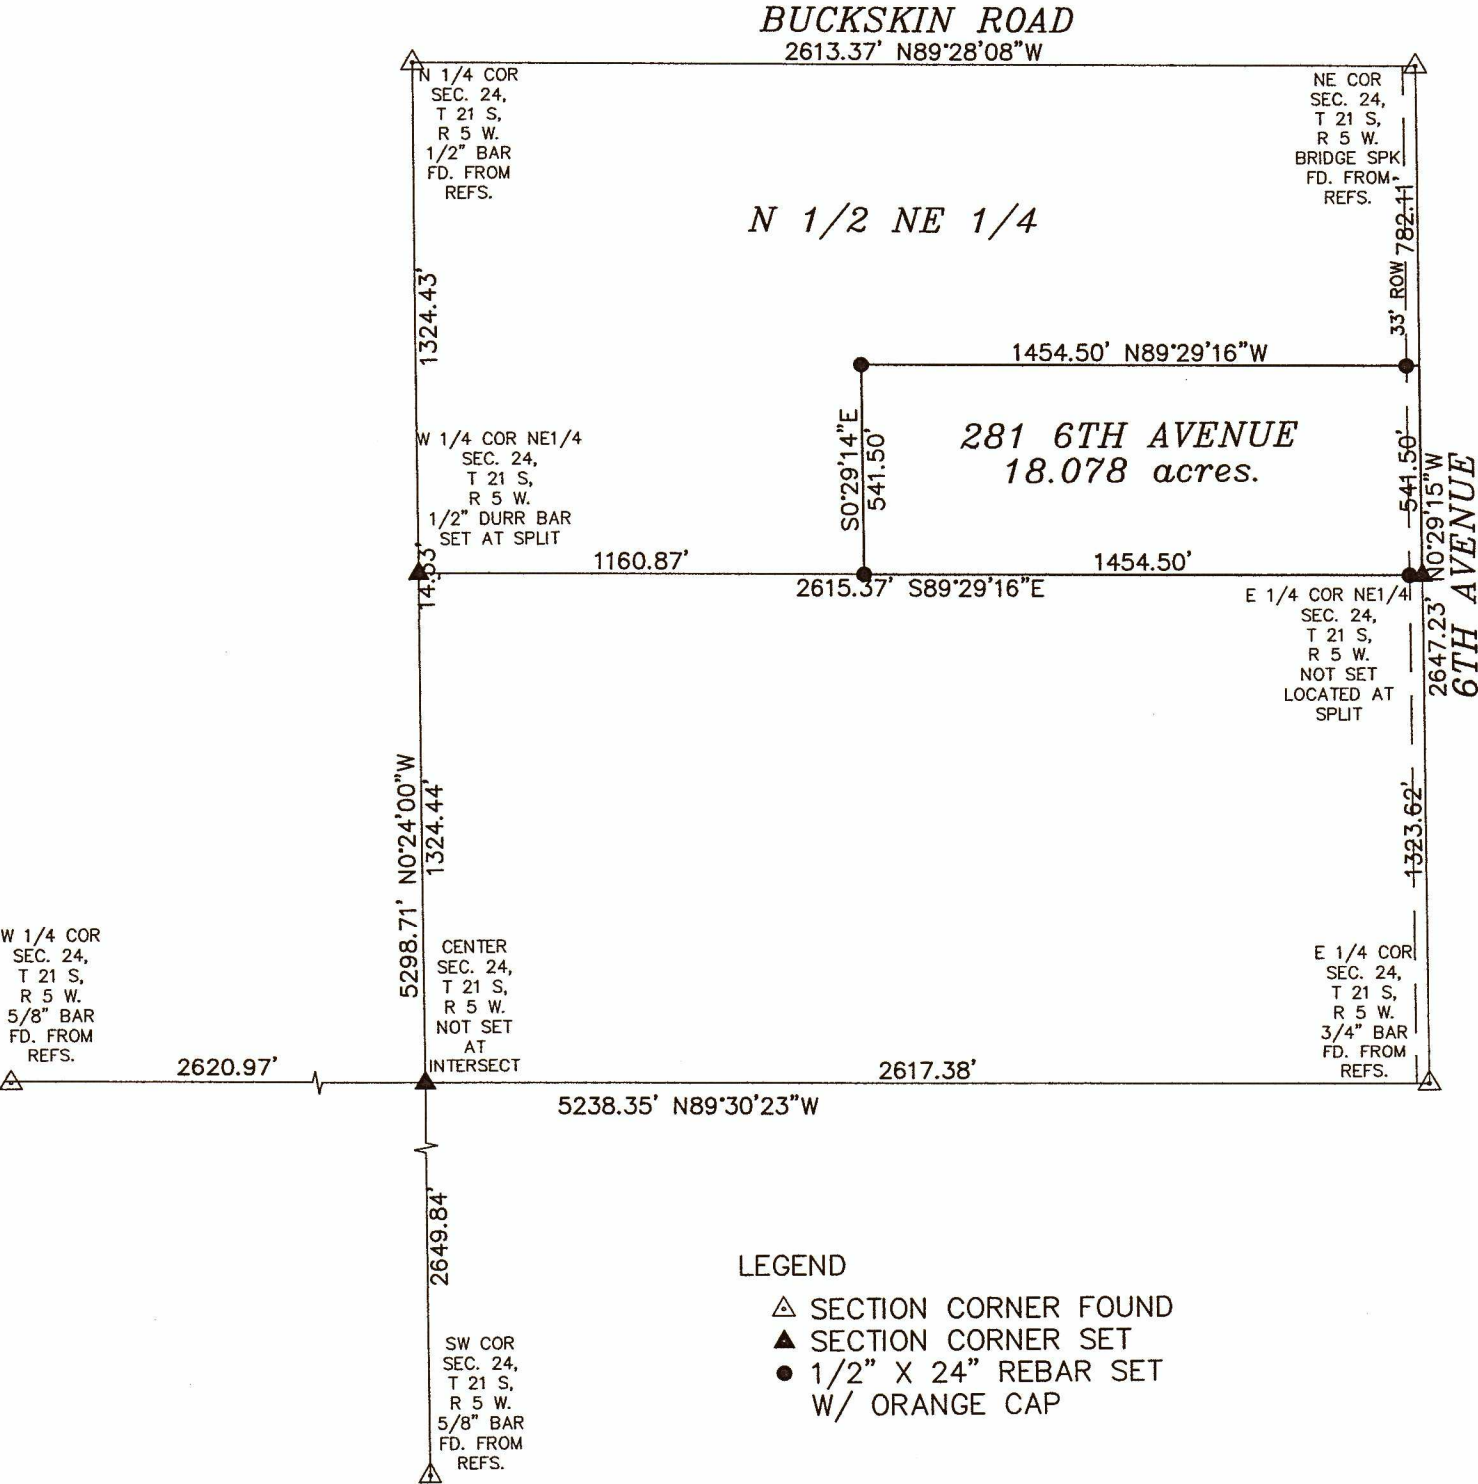 BUCKSKIN ROAD
2613.37' N89°28'08"W
N 1/4 COR
SEC. 24,
T 21 S,
R 5 W.
1/2" BAR
FD. FROM
REFS.
NE COR
SEC. 24,
T 21 S,
R 5 W.
BRIDGE SPK
FD. FROM
REFS.
782.11
33' ROW
N 1/2 NE 1/4
1324.43'
1454.50' N89°29'16"W
W 1/4 COR NE1/4
SEC. 24,
T 21 S,
R 5 W.
1/2" DURR BAR
SET AT SPLIT
S0°29'14"E
541.50'
281 6TH AVENUE
18.078 acres.
541.50'
N0°29'15"W
2647.23'
6TH AVENUE
1160.87'
1454.50'
2615.37' S89°29'16"E
E 1/4 COR NE1/4
SEC. 24,
T 21 S,
R 5 W.
NOT SET
LOCATED AT
SPLIT
5298.71' N0°24'00"W
1324.44'
1323.62'
W 1/4 COR
SEC. 24,
T 21 S,
R 5 W.
5/8" BAR
FD. FROM
REFS.
CENTER
SEC. 24,
T 21 S,
R 5 W.
NOT SET
AT
INTERSECT
E 1/4 COR
SEC. 24,
T 21 S,
R 5 W.
3/4" BAR
FD. FROM
REFS.
2620.97'
2617.38'
5238.35' N89°30'23"W
2649.84'
SW COR
SEC. 24,
T 21 S,
R 5 W.
5/8" BAR
FD. FROM
REFS.
LEGEND
SECTION CORNER FOUND
SECTION CORNER SET
1/2" X 24" REBAR SET
W/ ORANGE CAP